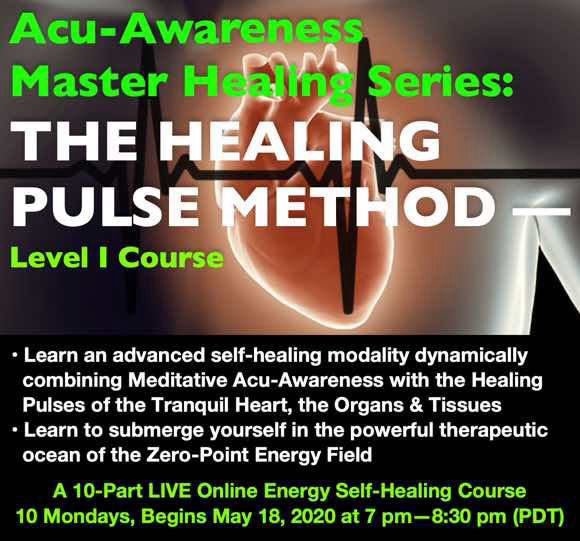 Acu-Awareness
Master Healing Series:
THE HEALING
PULSE METHOD —
Level I Course
• Learn an advanced self-healing modality dynamically
combining Meditative Acu-Awareness with the Healing
Pulses of the Tranquil Heart, the Organs & Tissues
• Learn to submerge yourself in the powerful therapeutic
ocean of the Zero-Point Energy Field
A 10-Part LIVE Online Energy Self-Healing Course
10 Mondays, Begins May 18, 2020 at 7 pm—8:30 pm (PDT)